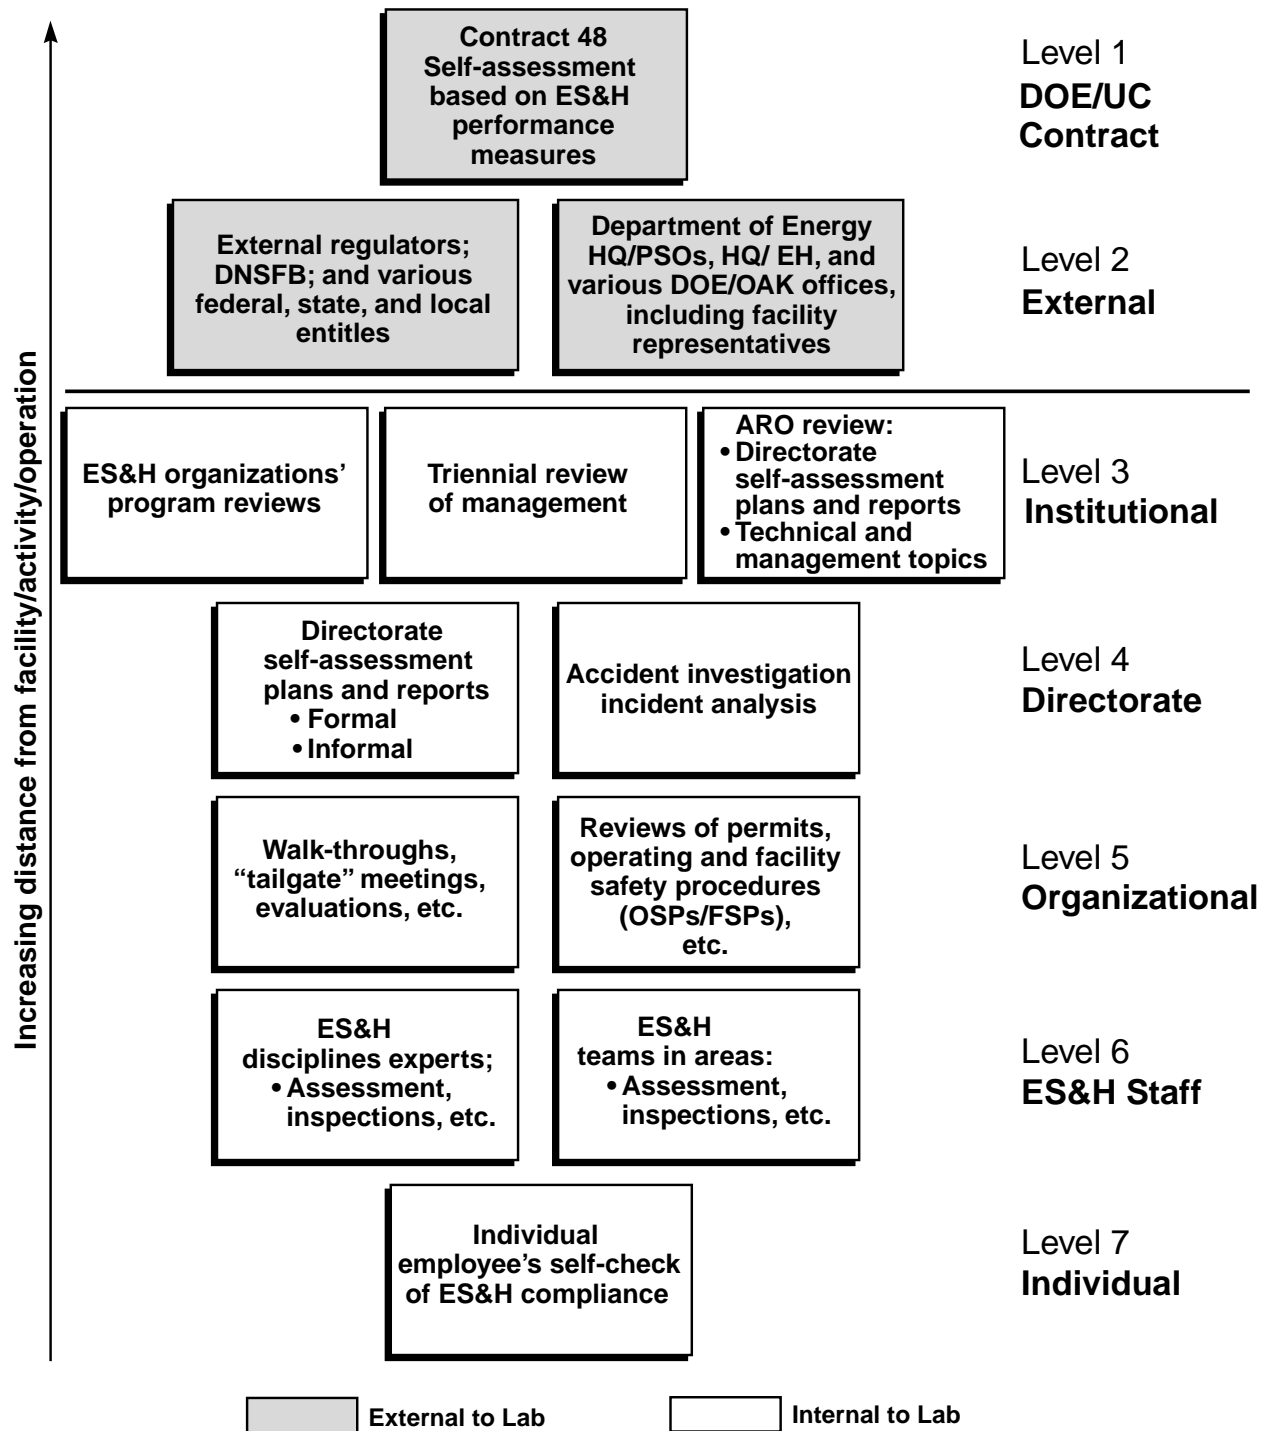 Increasing distance from facility/activity/operation
Contract 48
Self-assessment
based on ES&H
performance
measures
Level 1
DOE/UC
Contract
External regulators;
DNSFB; and various
federal, state, and local
entitles
Department of Energy
HQ/PSOs, HQ/ EH, and
various DOE/OAK offices,
including facility
representatives
Level 2
External
ES&H organizations’
program reviews
Triennial review
of management
ARO review:
• Directorate
self-assessment
plans and reports
• Technical and
management topics
Level 3
Institutional
Directorate
self-assessment
plans and reports
• Formal
• Informal
Accident investigation
incident analysis
Level 4
Directorate
Walk-throughs,
“tailgate” meetings,
evaluations, etc.
Reviews of permits,
operating and facility
safety procedures
(OSPs/FSPs),
etc.
Level 5
Organizational
ES&H
disciplines experts;
• Assessment,
inspections, etc.
ES&H
teams in areas:
• Assessment,
inspections, etc.
Level 6
ES&H Staff
Individual
employee’s self-check
of ES&H compliance
Level 7
Individual
External to Lab
Internal to Lab